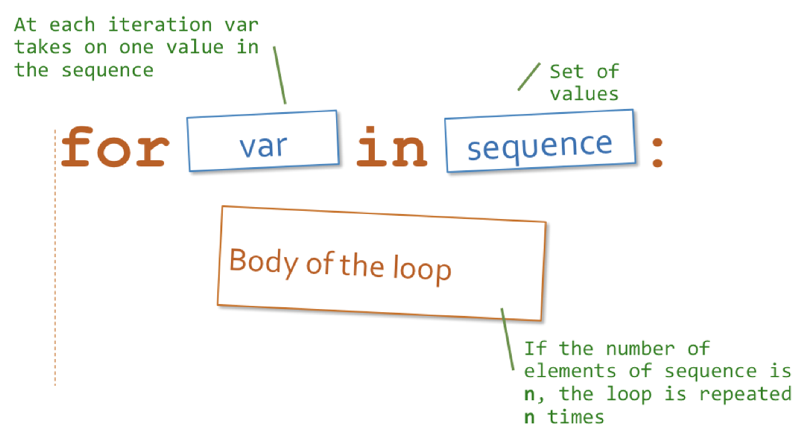 At each iteration var
takes on one value in
the sequence
Set of
values
for var in sequence :
Body of the loop
If the number of
elements of sequence is
n, the loop is repeated
n times